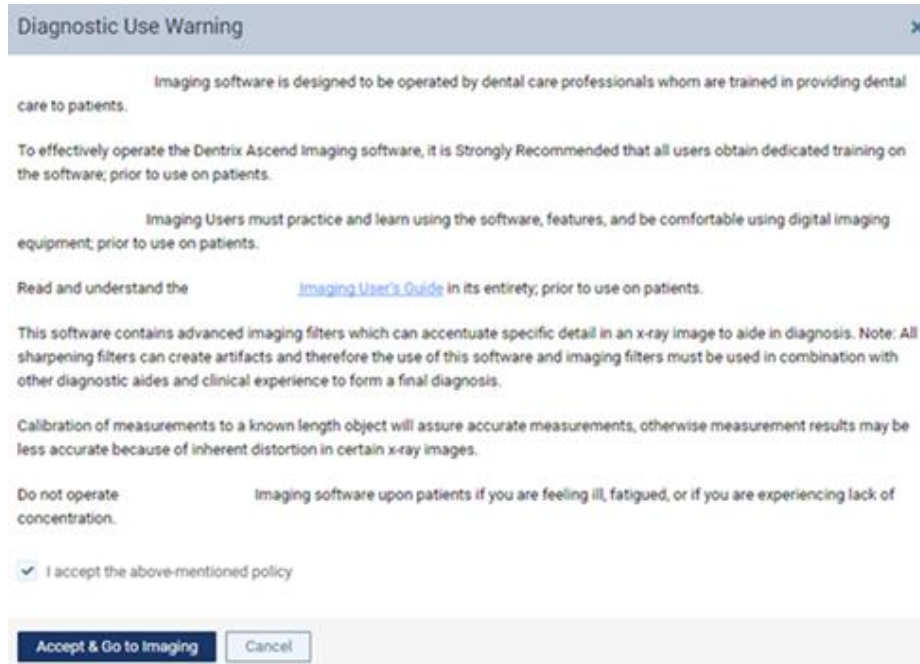 Diagnostic Use Warning
Imaging software is designed to be operated by dental care professionals whom are trained in providing dental
care to patients.
To effectively operate the Dentrix Ascend Imaging software, it is Strongly Recommended that all users obtain dedicated training on
the software; prior to use on patients.
Imaging Users must practice and learn using the software, features, and be comfortable using digital imaging
equipment; prior to use on patients.
Read and understand the Imaging User's Guide in its entirety; prior to use on patients.
This software contains advanced imaging filters which can accentuate specific detail in an x-ray image to aide in diagnosis. Note: All
sharpening filters can create artifacts and therefore the use of this software and imaging filters must be used in combination with
other diagnostic aides and clinical experience to form a final diagnosis.
Calibration of measurements to a known length object will assure accurate measurements, otherwise measurement results may be
less accurate because of inherent distortion in certain x-ray images.
Do not operate Imaging software upon patients if you are feeling ill, fatigued, or if you are experiencing lack of
concentration.
I accept the above-mentioned policy
Accept & Go to Imaging Cancel